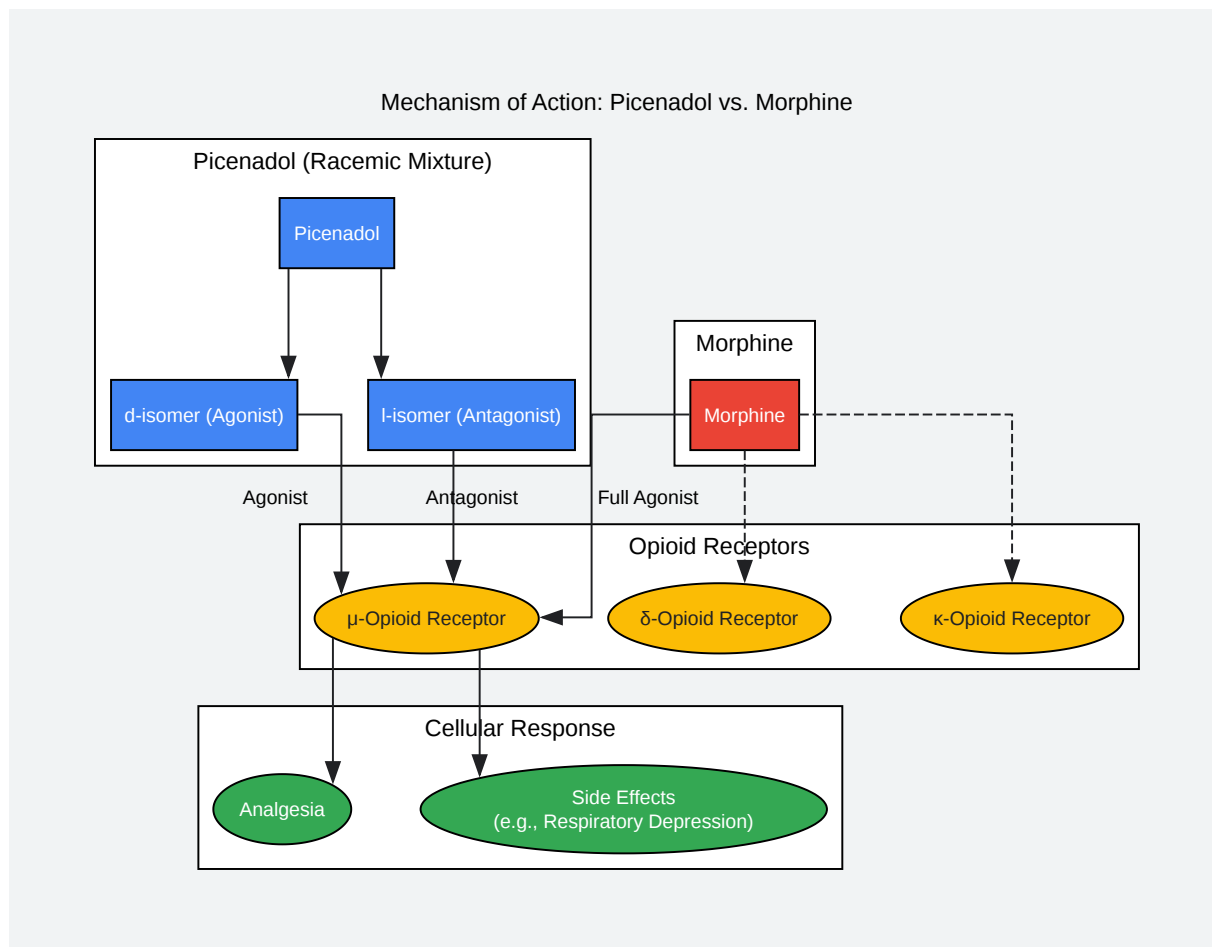 Mechanism of Action: Picenadol vs. Morphine
Picenadol (Racemic Mixture)
Picenadol
Morphine
d-isomer (Agonist)
l-isomer (Antagonist)
Morphine
Agonist
Antagonist
Full Agonist
Opioid Receptors
μ-Opioid Receptor
δ-Opioid Receptor
κ-Opioid Receptor
Cellular Response
Analgesia
Side Effects
(e.g., Respiratory Depression)